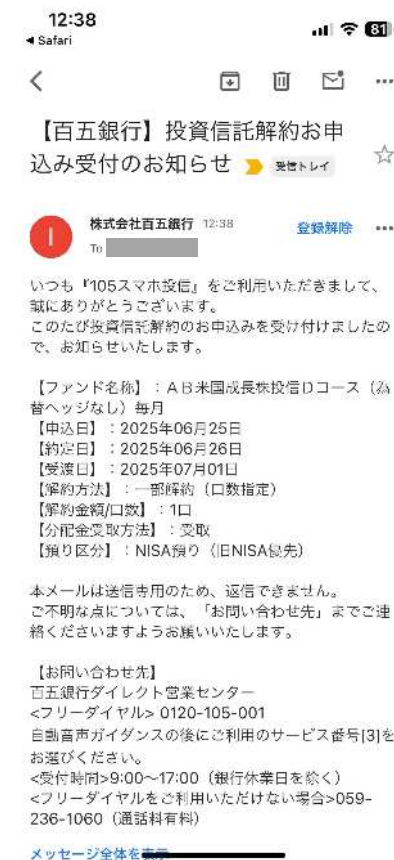 12:38
◀ Safari
81
【百五銀行】投資信託解約お申
込み受付のお知らせ 受信トレイ
I
株式会社百五銀行 12:38
登録解除
To
いつも『105スマホ投信』をご利用いただきまして、
誠にありがとうございます。
このたび投資信託解約のお申込みを受け付けましたの
で、お知らせいたします。
【ファンド名称】：ＡＢ米国成長株投信Ｄコース（為
替ヘッジなし）毎月
【申込日】：2025年06月25日
【約定日】：2025年06月26日
【受渡日】：2025年07月01日
【解約方法】：一部解約（口数指定）
【解約金額/口数】：1口
【分配金受取方法】：受取
【預り区分】：NISA預り（旧NISA優先）
本メールは送信専用のため、返信できません。
ご不明な点については、「お問い合わせ先」までご連
絡くださいますようお願いいたします。
【お問い合わせ先】
百五銀行ダイレクト営業センター
<フリーダイヤル> 0120-105-001
自動音声ガイダンスの後にご利用のサービス番号[3]を
お選びください。
<受付時間>9:00～17:00（銀行休業日を除く）
<フリーダイヤルをご利用いただけない場合>059-
236-1060（通話料有料）
メッセージ全体を表示